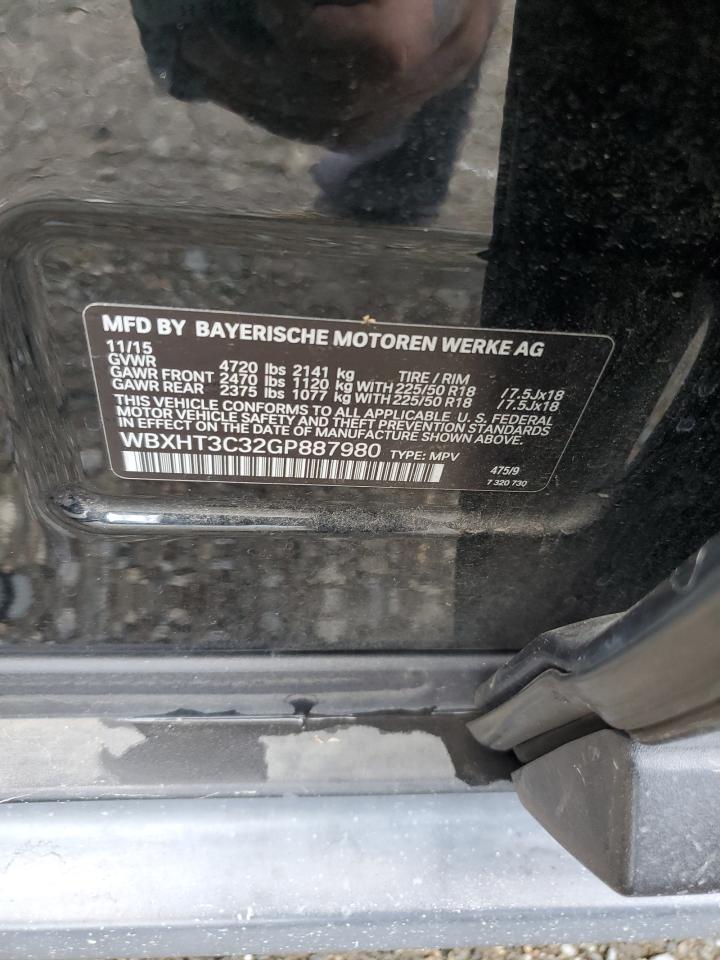 MFD BY BAYERISCHE MOTOREN WERKE AG
11/15
GVWR 4720 lbs 2141 kg TIRE / RIM
GAWR FRONT 2470 lbs 1120 kg WITH 225/50 R18 /7.5Jx18
GAWR REAR 2375 lbs 1077 kg WITH 225/50 R18 /7.5Jx18
THIS VEHICLE CONFORMS TO ALL APPLICABLE U. S. FEDERAL
MOTOR VEHICLE SAFETY AND THEFT PREVENTION STANDARDS
IN EFFECT ON THE DATE OF MANUFACTURE SHOWN ABOVE.
WBXHT3C32GP887980 TYPE: MPV
475/9
7 320 730